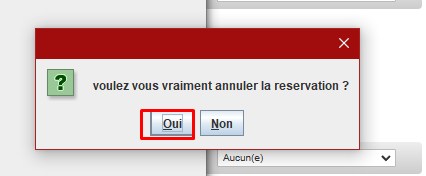 voulez vous vraiment annuler la reservation ?
Oui Non
Aucun(e)